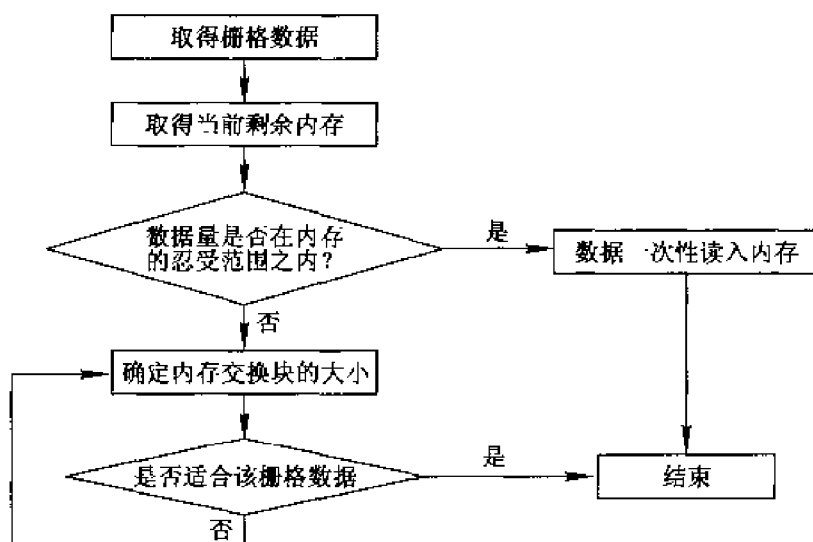 取得栅格数据
取得当前剩余内存
数据量是否在内存
的忍受范围之内?
是
数据一次性读入内存
否
确定内存交换块的大小
是否适合该栅格数据
是
结束
否